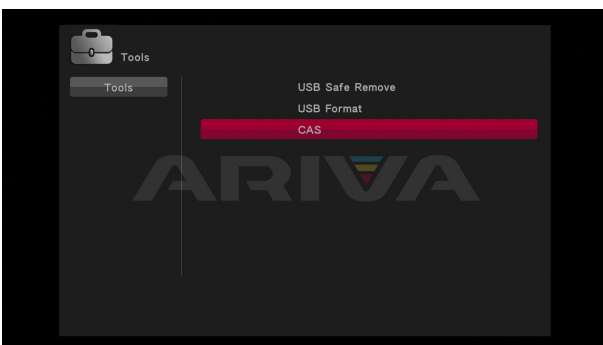 Tools
Tools
USB Safe Remove
USB Format
CAS
ARIVA